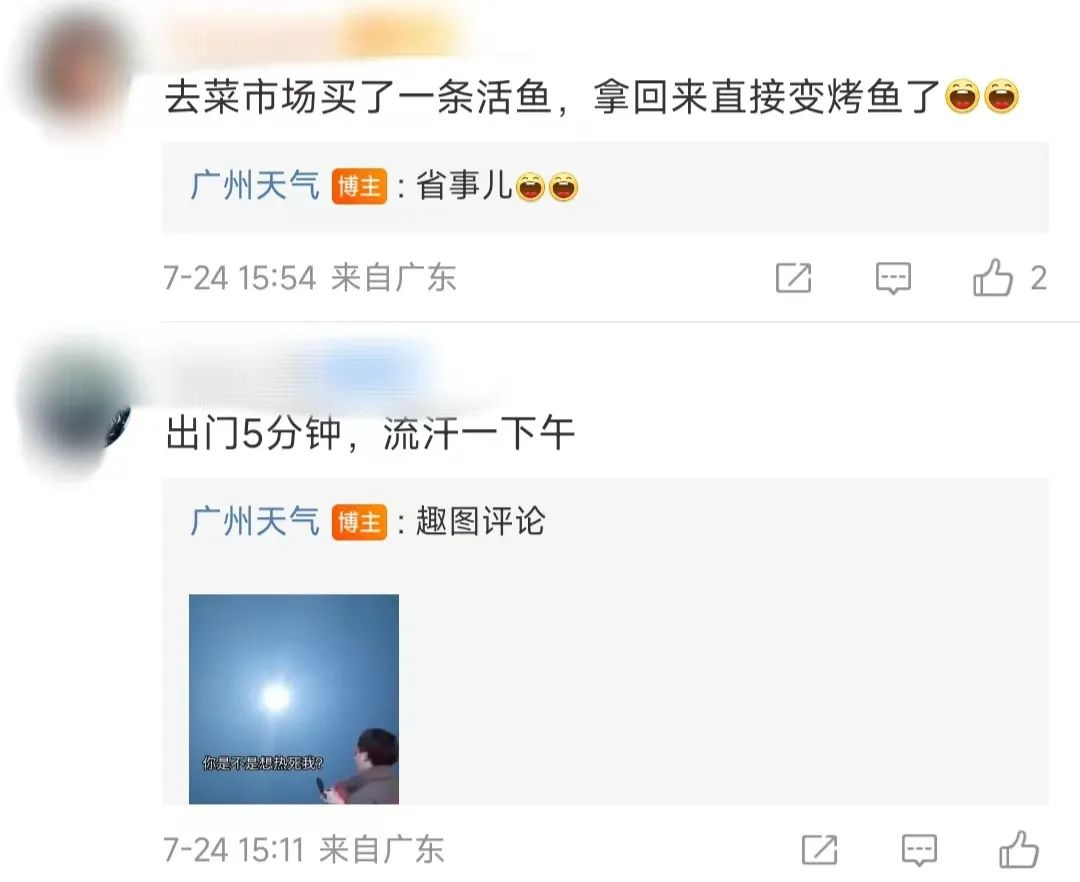 去菜市场买了一条活鱼，拿回来直接变烤鱼了😄😄
广州天气 博主：省事儿😄😄
7-24 15:54 来自广东 2
出门5分钟，流汗一下午
广州天气 博主：趣图评论
你是不是想热死我?
7-24 15:11 来自广东